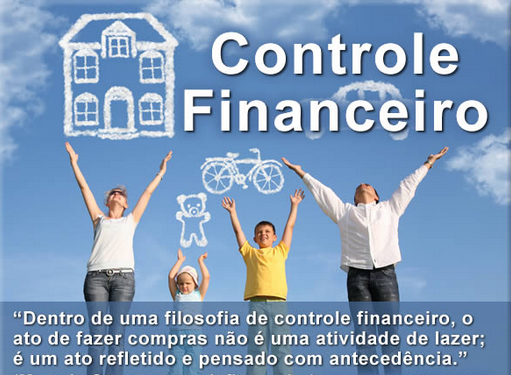 Controle
Financeiro
“Dentro de uma filosofia de controle financeiro, o
ato de fazer compras não é uma atividade de lazer;
é um ato refletido e pensado com antecedência.”